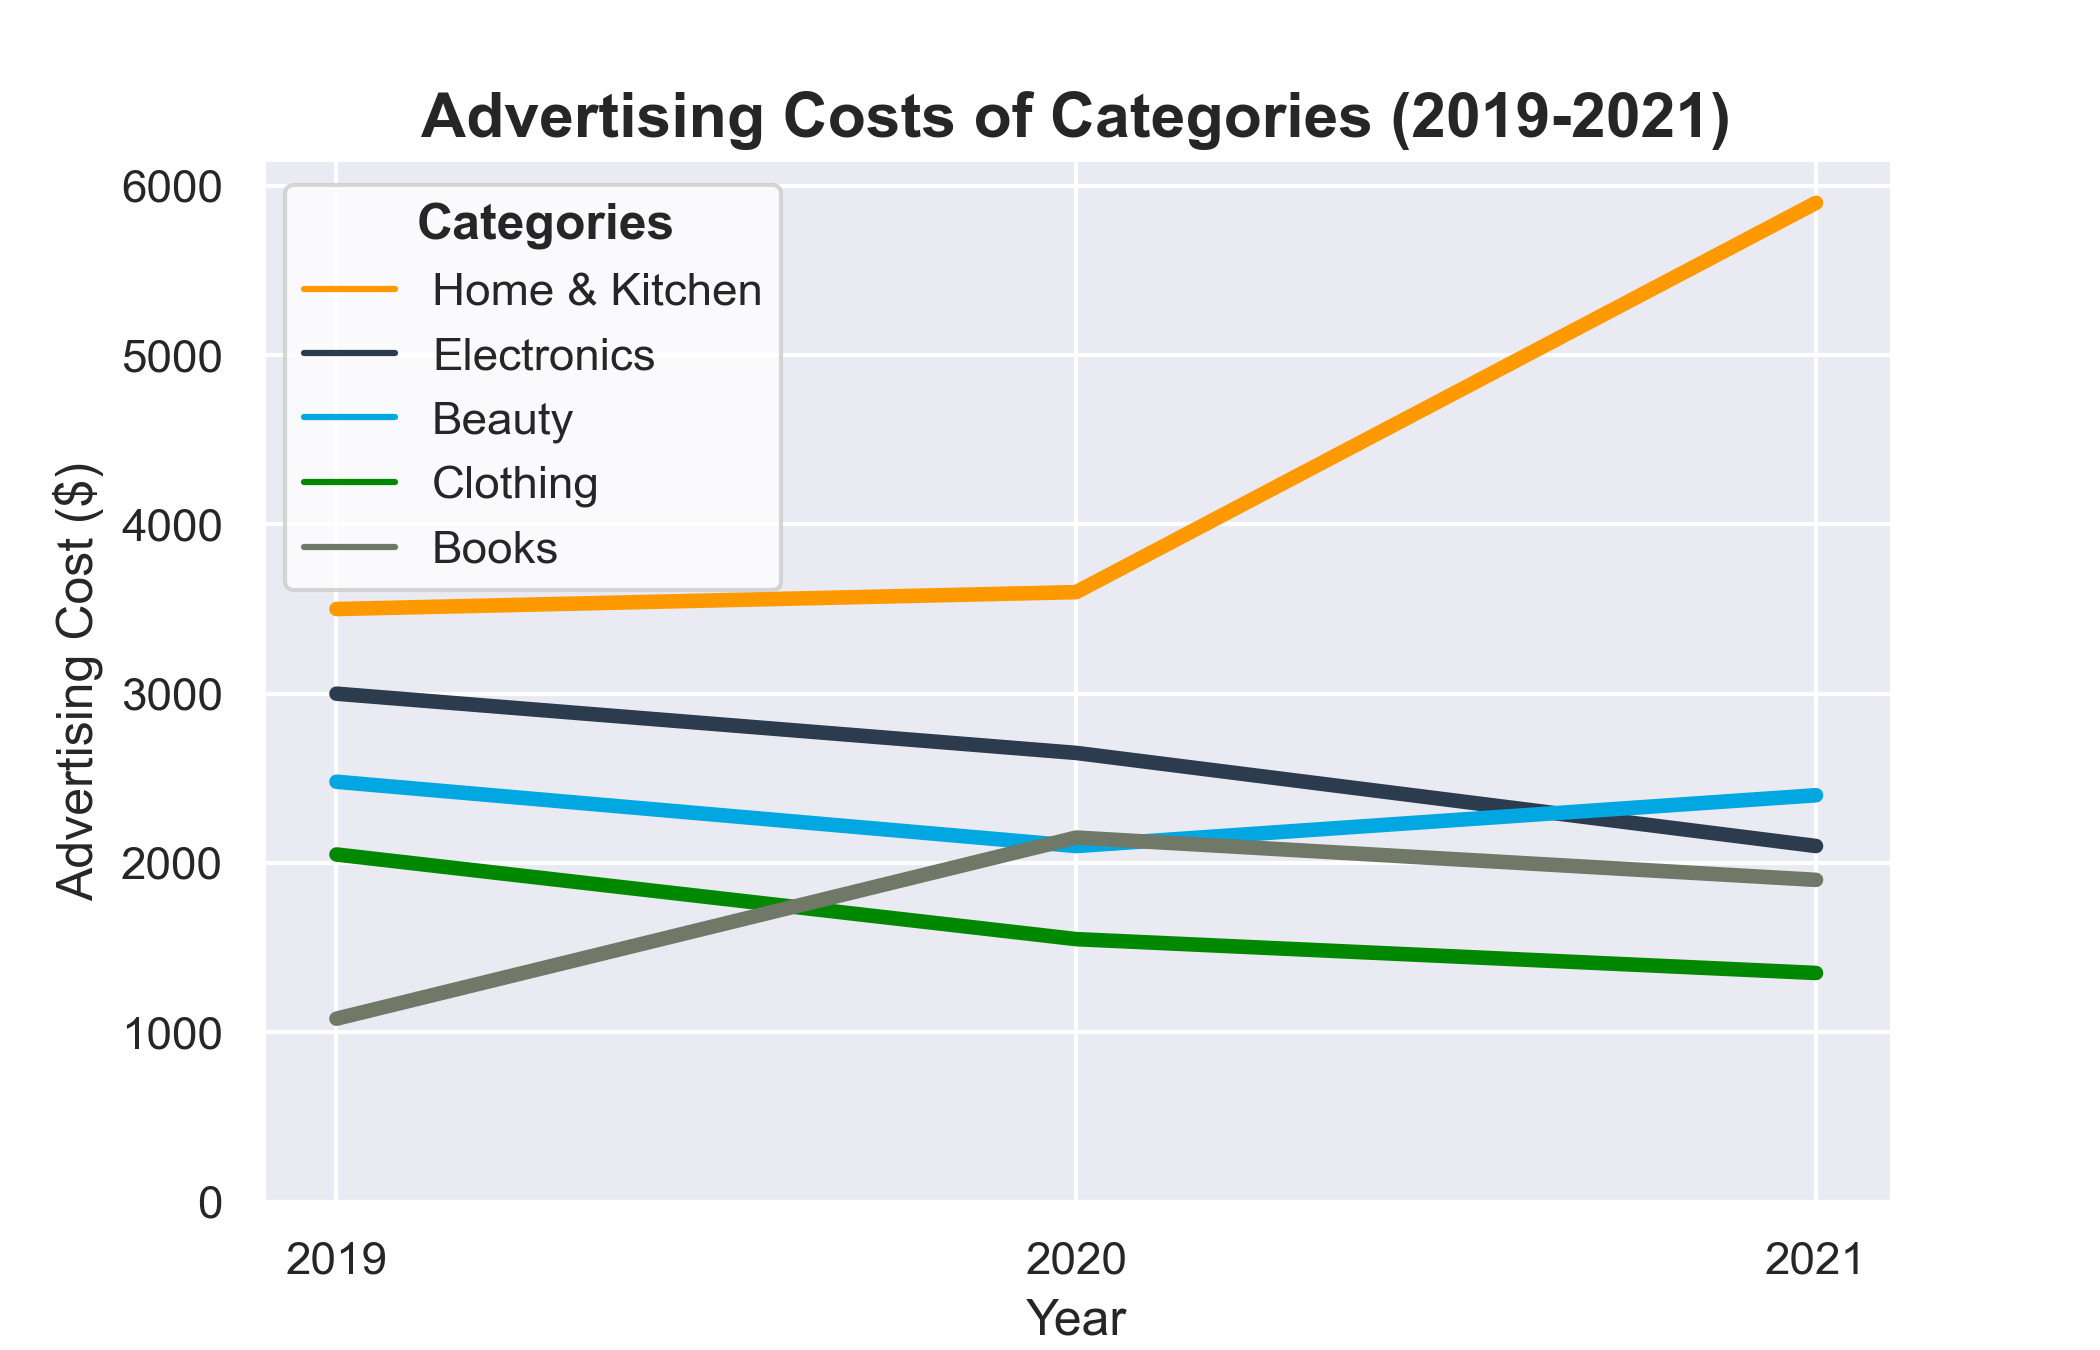 Advertising Costs of Categories (2019-2021)
6000
5000
4000
3000
2000
1000
0
Advertising Cost ($)
Categories
Home & Kitchen
Electronics
Beauty
Clothing
Books
2019
2020
2021
Year